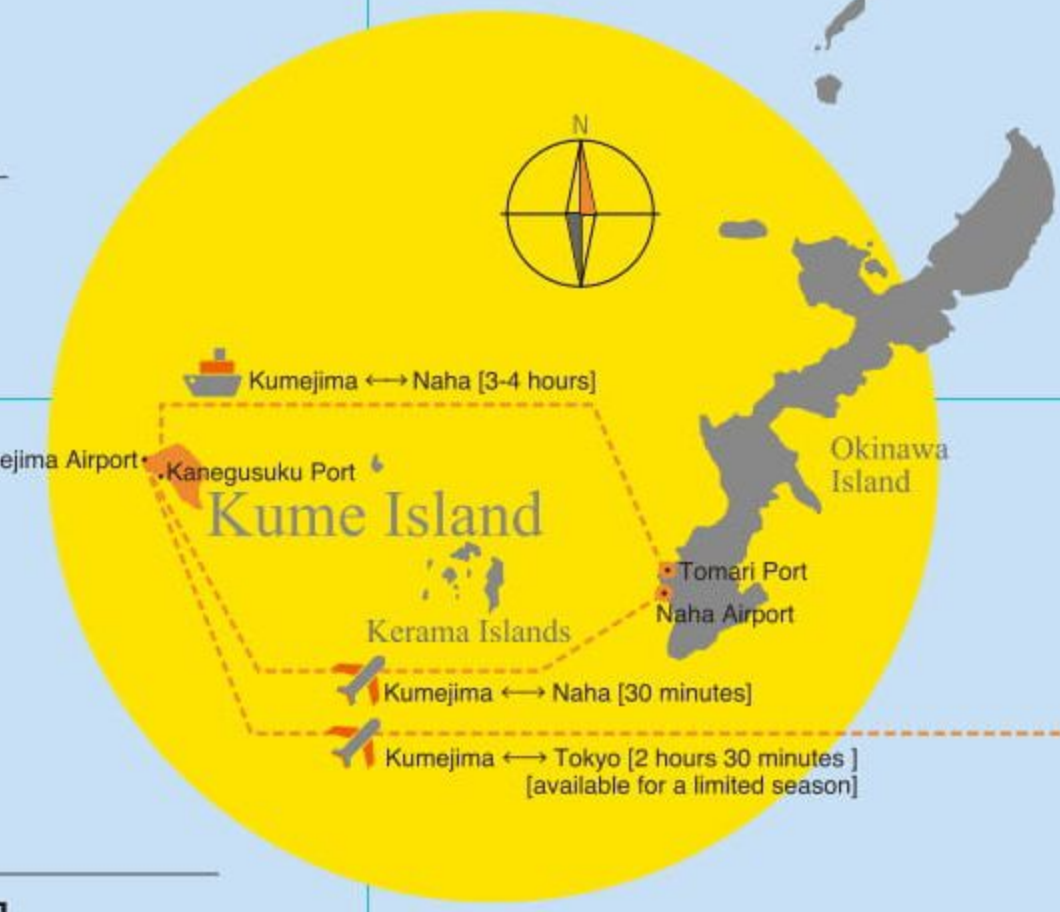 N
Kumejima ⟷ Naha [3-4 hours]
ejima Airport
Kanegusuku Port
Kume Island
Okinawa
Island
Tomari Port
Naha Airport
Kerama Islands
Kumejima ⟷ Naha [30 minutes]
Kumejima ⟷ Tokyo [2 hours 30 minutes ]
[available for a limited season]